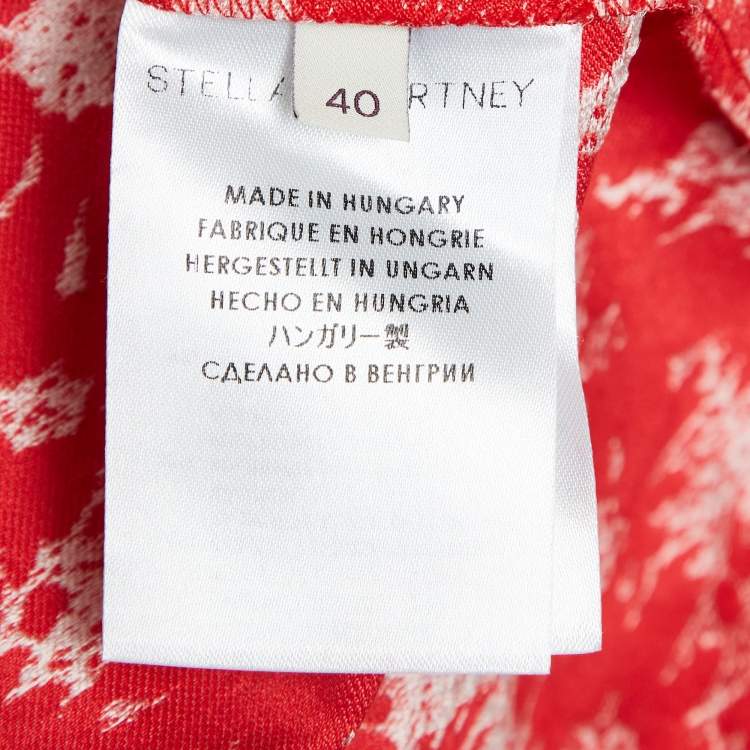 STELLA
RTNEY
40
MADE IN HUNGARY
FABRIQUE EN HONGRIE
HERGESTELLT IN UNGARN
HECHO EN HUNGRIA
ハンガリー製
СДЕЛАНО В ВЕНГРИИ